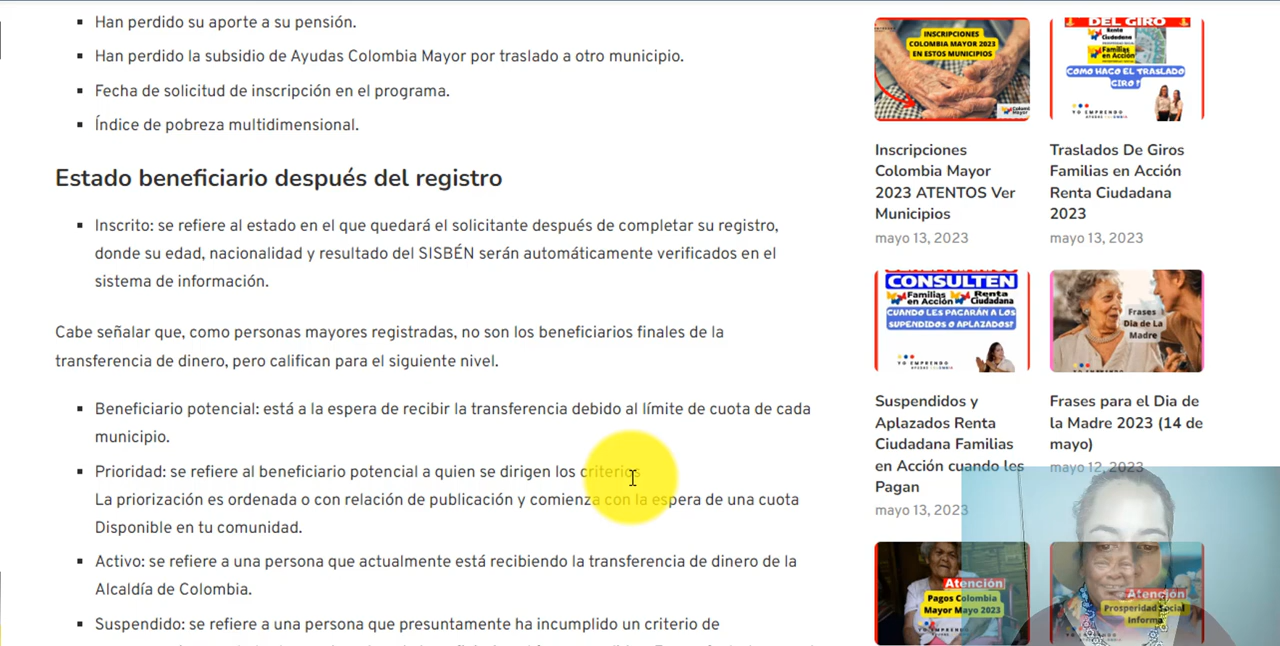 Han perdido su aporte a su pensión.
Han perdido la subsidio de Ayudas Colombia Mayor por traslado a otro municipio.
Fecha de solicitud de inscripción en el programa.
Índice de pobreza multidimensional.
Estado beneficiario después del registro
Inscrito: se refiere al estado en el que quedará el solicitante después de completar su registro,
donde su edad, nacionalidad y resultado del SISBÉN serán automáticamente verificados en el
sistema de información.
Cabe señalar que, como personas mayores registradas, no son los beneficiarios finales de la
transferencia de dinero, pero califican para el siguiente nivel.
Beneficiario potencial: está a la espera de recibir la transferencia debido al límite de cuota de cada
municipio.
Prioridad: se refiere al beneficiario potencial a quien se dirigen los criterios
La priorización es ordenada o con relación de publicación y comienza con la espera de una cuota
Disponible en tu comunidad.
Activo: se refiere a una persona que actualmente está recibiendo la transferencia de dinero de la
Alcaldía de Colombia.
Suspendido: se refiere a una persona que presuntamente ha incumplido un criterio de
INSCRIPCIONES
COLOMBIA MAYOR 2023
EN ESTOS MUNICIPIOS
Inscripciones
Colombia Mayor
2023 ATENTOS Ver
Municipios
mayo 13, 2023
DEL GIRO
Renta
Ciudadana
Familias
en Acción
COMO HACO EL TRASLADO
GIRO ?
YO EMPRENDO
Traslados De Giros
Familias en Acción
Renta Ciudadana
2023
mayo 13, 2023
CONSULTEN
Familias en Acción
Renta Ciudadana
CUANDO LES PAGARÁN A LOS
SUPENDIDOS O APLAZADOS?
YO EMPRENDO
Suspendidos y
Aplazados Renta
Ciudadana Familias
en Acción cuando les
Pagan
mayo 13, 2023
Frases
Dia de La
Madre
Frases para el Dia de
la Madre 2023 (14 de
mayo)
mayo 12, 2023
Atención
Pagos Colombia
Mayor Mayo 2023
YO EMPRENDO
Atención
Prosperidad Social
Informa